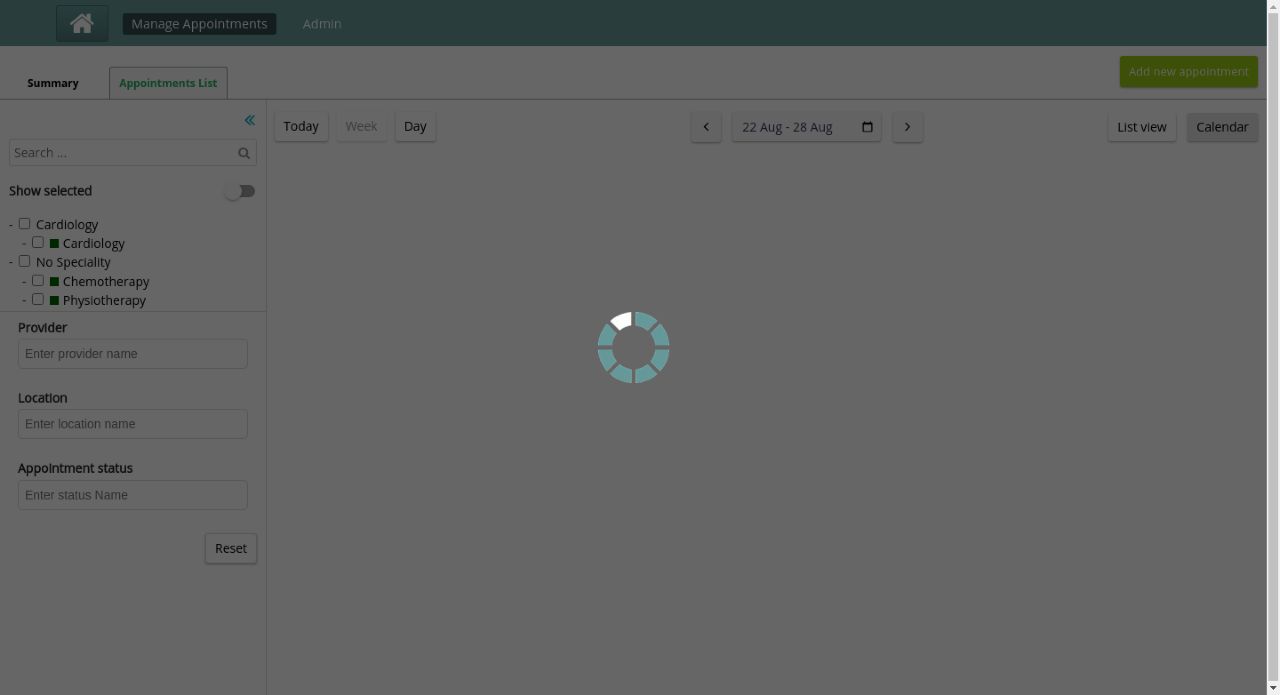 Manage Appointments Admin
Summary Appointments List Add new appointment
Today Week Day 22 Aug - 28 Aug List view Calendar
Search ...
Show selected
- Cardiology
- Cardiology
- No Speciality
- Chemotherapy
- Physiotherapy
Provider
Enter provider name
Location
Enter location name
Appointment status
Enter status Name
Reset